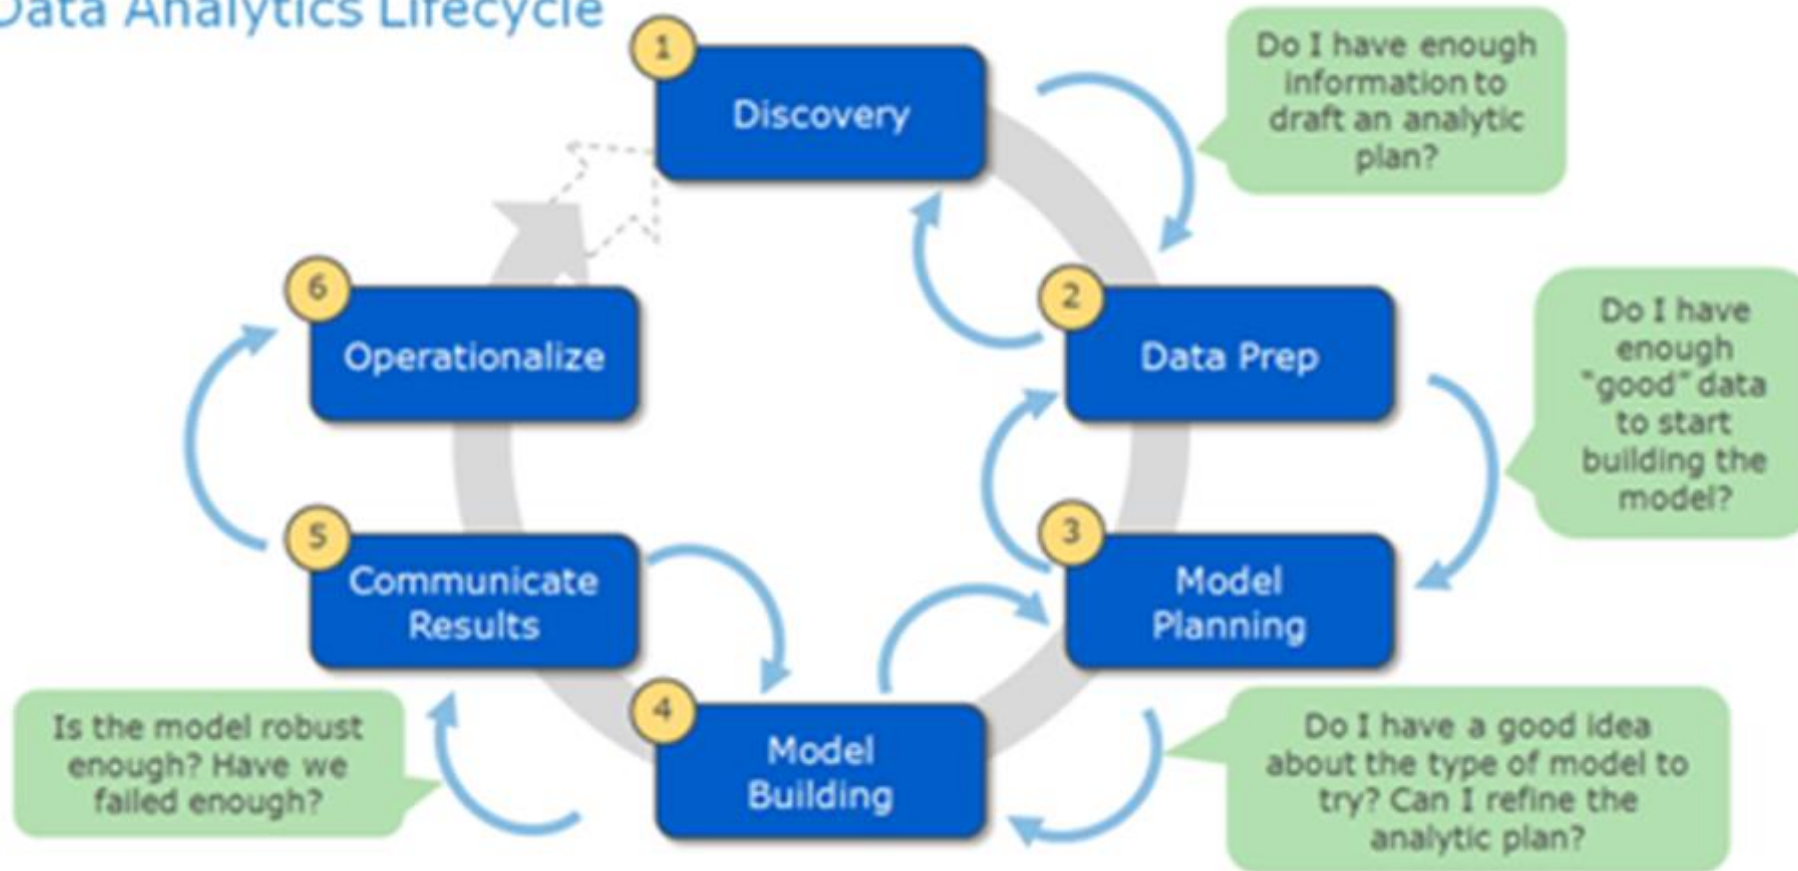 Data Analytics Lifecycle
1
Discovery
Do I have enough
information to
draft an analytic
plan?
2
Data Prep
Do I have
enough
"good" data
to start
building the
model?
3
Model
Planning
Do I have a good idea
about the type of model to
try? Can I refine the
analytic plan?
4
Model
Building
Is the model robust
enough? Have we
failed enough?
5
Communicate
Results
6
Operationalize